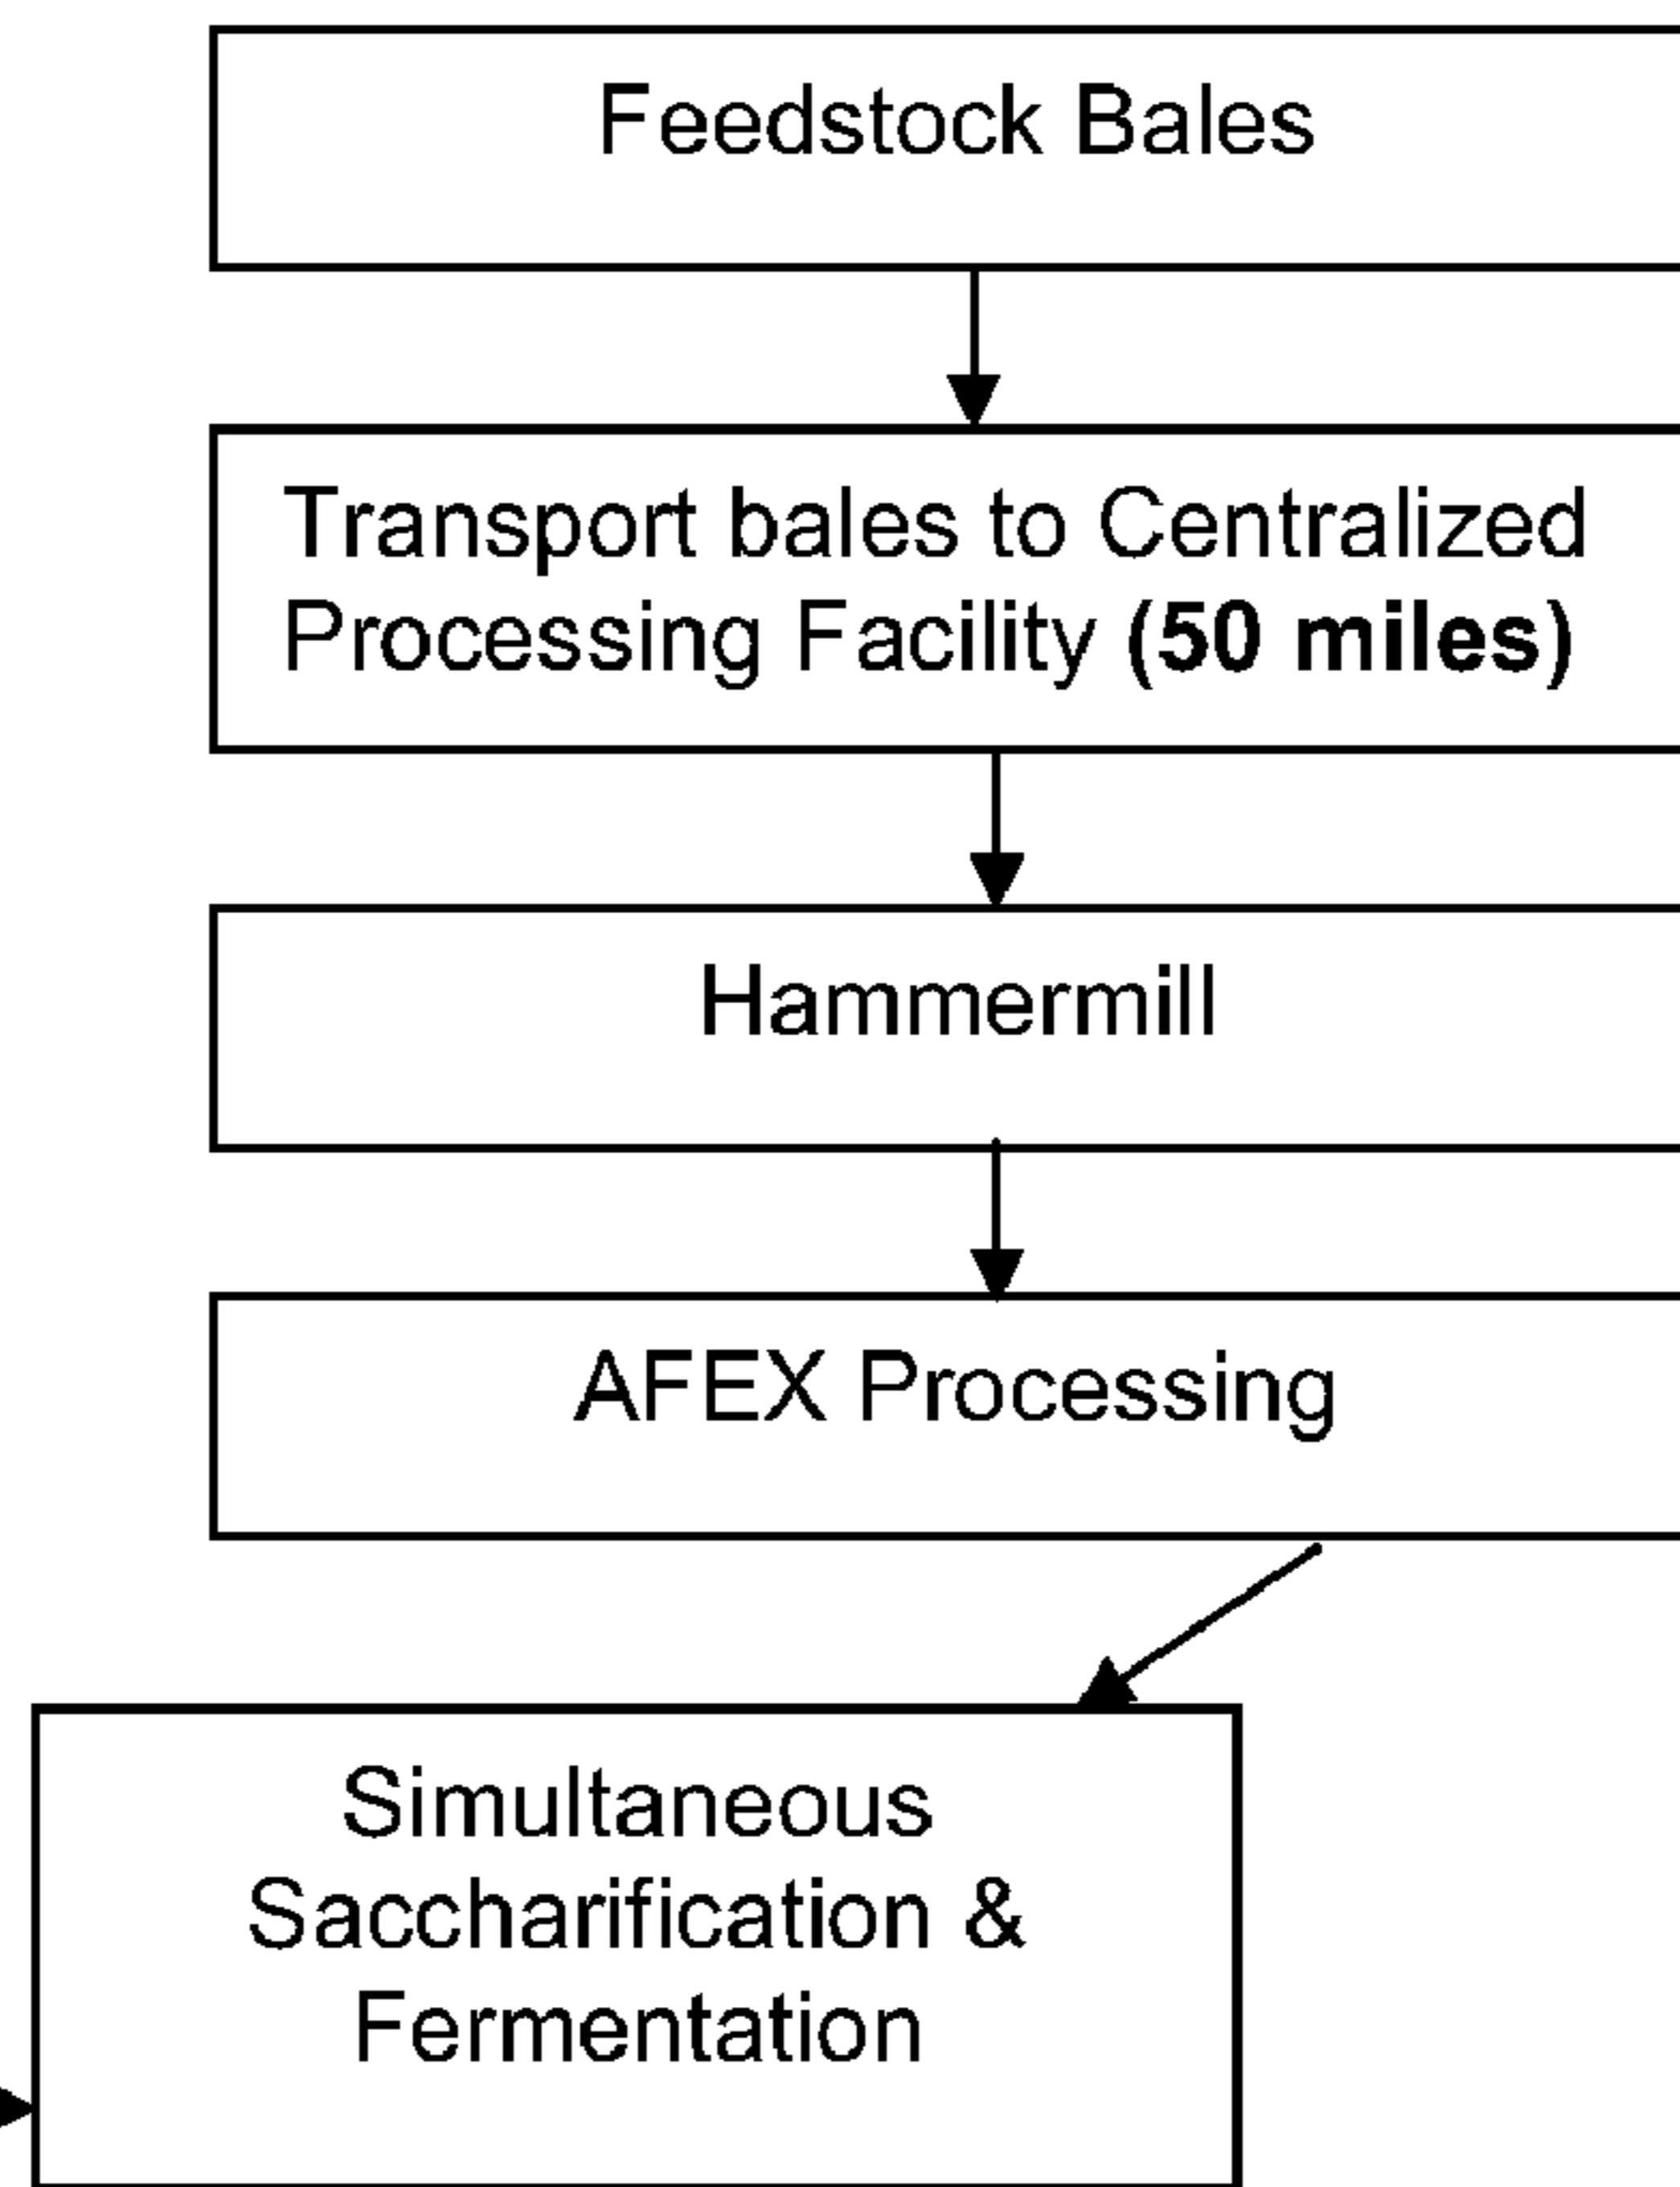 Feedstock Bales
Transport bales to Centralized
Processing Facility (50 miles)
Hammermill
AFEX Processing
Simultaneous
Saccharification &
Fermentation